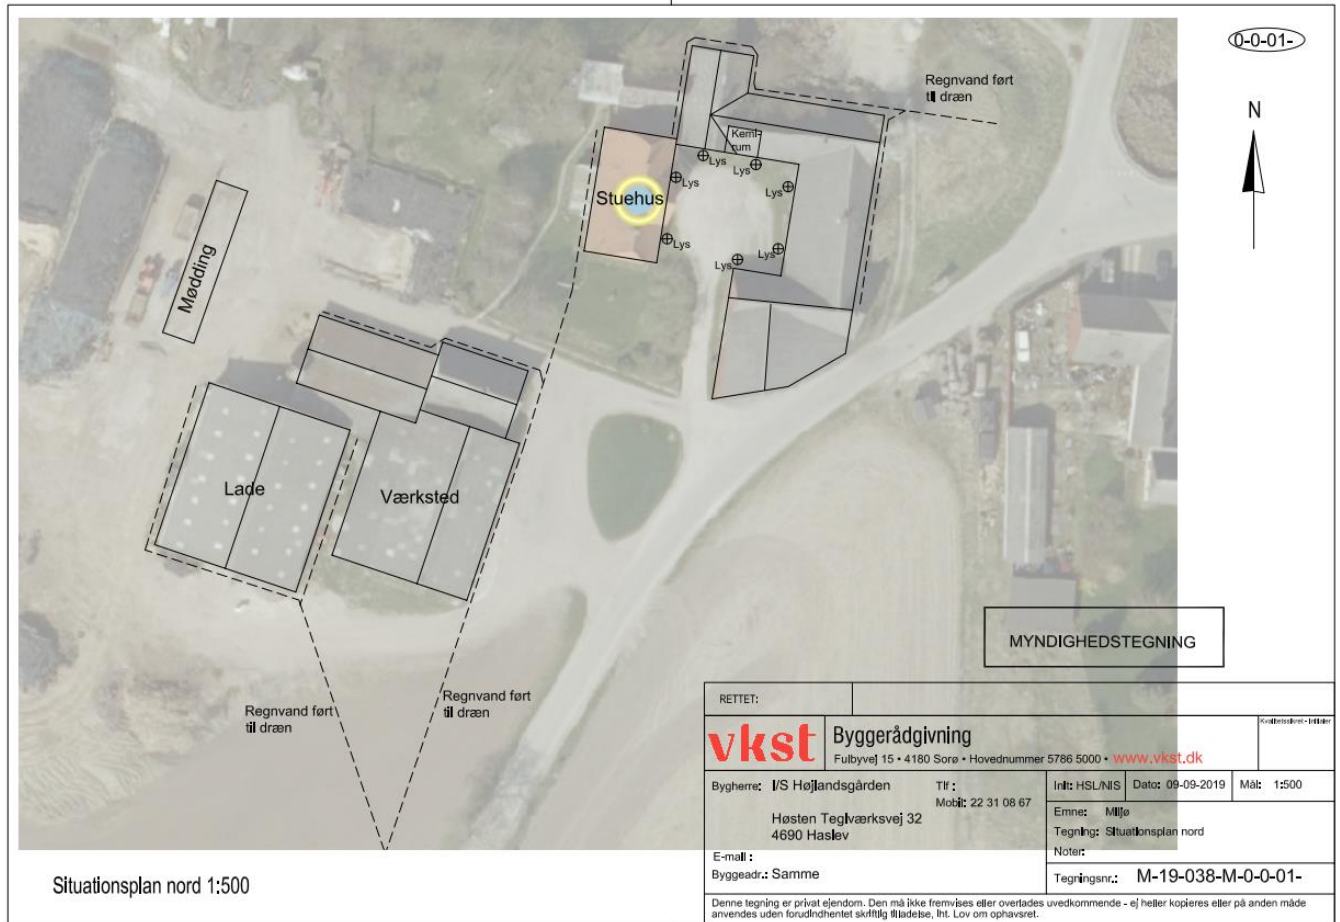 0-0-01-
N
Regnvand ført
til dræn
Kemi-
rum
Lys
Lys
Lys
Lys
Lys
Lys
Lys
Stuehus
Mødding
Lade
Værksted
Regnvand ført
til dræn
Regnvand ført
til dræn
MYNDIGHEDSTEGNING
RETTET:
vkst
Byggerådgivning
Fulbyvej 15 • 4180 Sorø • Hovednummer 5786 5000 • www.vkst.dk
Kvalitetssikret - Initialer
Bygherre: I/S Højlandsgården Tlf :
Mobil: 22 31 08 67
Høsten Teglværksvej 32
4690 Haslev
E-mail :
Byggeadr.: Samme
Init: HSL/NIS Dato: 09-09-2019 Mål: 1:500
Emne: Miljø
Tegning: Situationsplan nord
Noter:
Tegningsnr.: M-19-038-M-0-0-01-
Denne tegning er privat ejendom. Den må ikke fremvises eller overlades uvedkommende - ej heller kopieres eller på anden måde
anvendes uden forudindhentet skriftlig tilladelse, iht. Lov om ophavsret.
Situationsplan nord 1:500